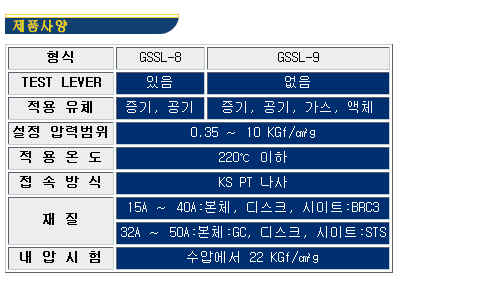 제품사양
형식 GSSL-8 GSSL-9
TEST LEVER 있음 없음
적용 유체 증기, 공기 증기, 공기, 가스, 액체
설정 압력범위 0.35 ~ 10 KGf/㎠g
적 용 온 도 220℃ 이하
접 속 방 식 KS PT 나사
재 질 15A ~ 40A:본체, 디스크, 시이트:BRC3
32A ~ 50A:본체:GC, 디스크, 시이트:STS
내 압 시 험 수압에서 22 KGf/㎠g